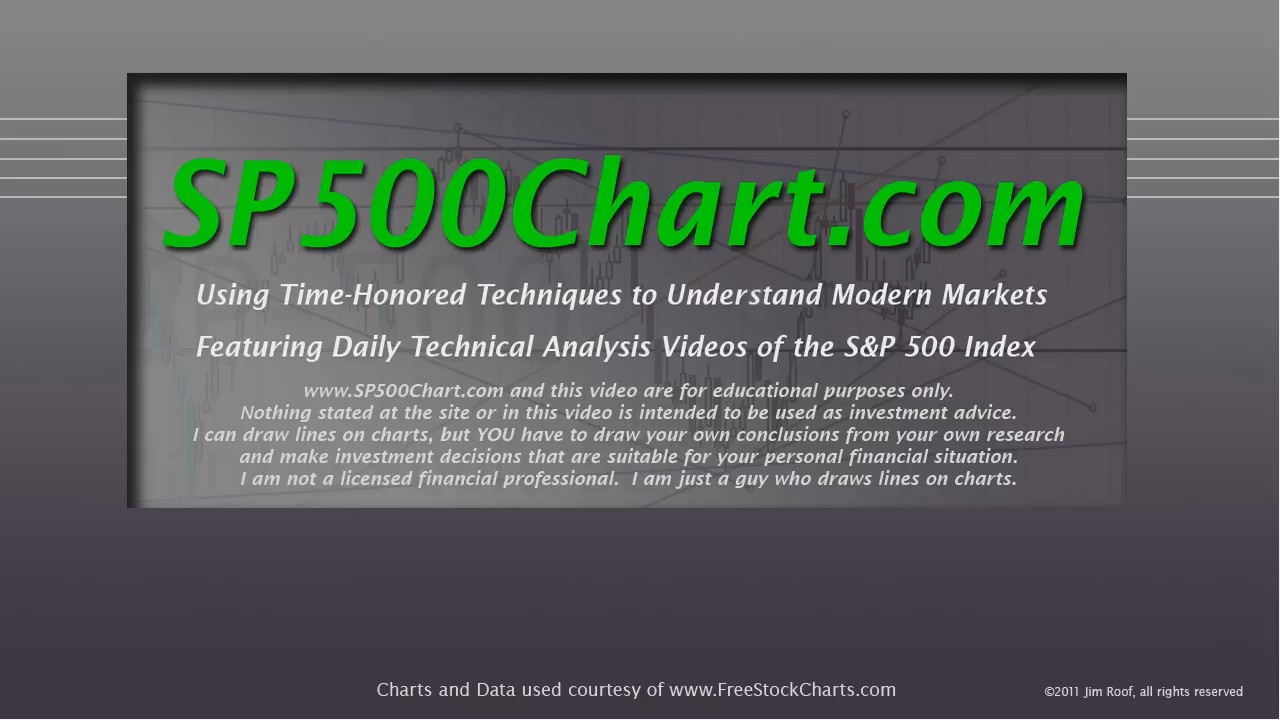 SP500Chart.com
Using Time-Honored Techniques to Understand Modern Markets
Featuring Daily Technical Analysis Videos of the S&P 500 Index
www.SP500Chart.com and this video are for educational purposes only.
Nothing stated at the site or in this video is intended to be used as investment advice.
I can draw lines on charts, but YOU have to draw your own conclusions from your own research
and make investment decisions that are suitable for your personal financial situation.
I am not a licensed financial professional.  I am just a guy who draws lines on charts.
Charts and Data used courtesy of www.FreeStockCharts.com
©2011 Jim Roof, all rights reserved